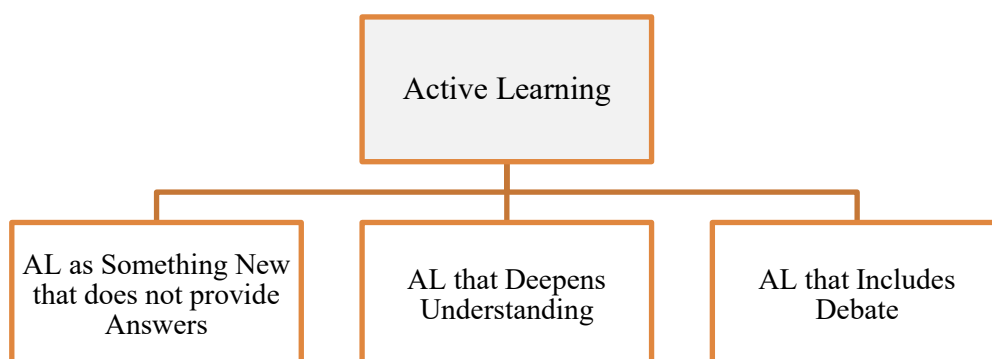 Active Learning
AL as Something New
that does not provide
Answers
AL that Deepens
Understanding
AL that Includes
Debate